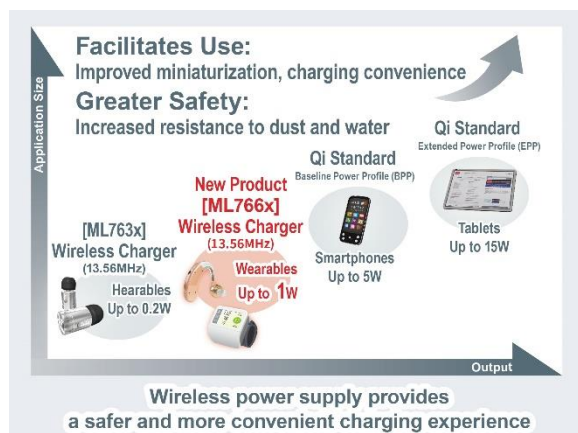 Facilitates Use:
Improved miniaturization, charging convenience
Greater Safety:
Increased resistance to dust and water
Application Size
Qi Standard
Extended Power Profile (EPP)
Tablets
Up to 15W
Qi Standard
Baseline Power Profile (BPP)
Smartphones
Up to 5W
New Product
[ML766x]
Wireless Charger
(13.56MHz)
Wearables
Up to 1W
[ML763x]
Wireless Charger
(13.56MHz)
Hearables
Up to 0.2W
Output
Wireless power supply provides
a safer and more convenient charging experience